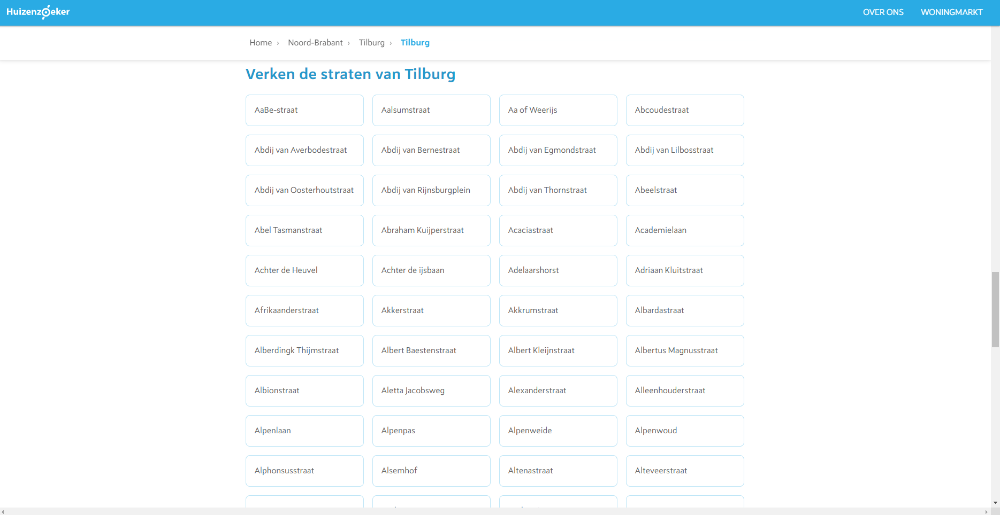 Huizenzoeker
OVER ONS WONINGMARKT
Home › Noord-Brabant › Tilburg › Tilburg
Verken de straten van Tilburg
AaBe-straat Aalsumstraat Aa of Weerijs Abcoudestraat
Abdij van Averbodestraat Abdij van Bernestraat Abdij van Egmondstraat Abdij van Lilbosstraat
Abdij van Oosterhoutstraat Abdij van Rijnsburgplein Abdij van Thornstraat Abeelstraat
Abel Tasmanstraat Abraham Kuijperstraat Acaciastraat Academielaan
Achter de Heuvel Achter de ijsbaan Adelaarshorst Adriaan Kluitstraat
Afrikaanderstraat Akkerstraat Akkrumstraat Albardastraat
Alberdingk Thijmstraat Albert Baestenstraat Albert Kleijnstraat Albertus Magnusstraat
Albionstraat Aletta Jacobsweg Alexanderstraat Alleenhouderstraat
Alpenlaan Alpenpas Alpenweide Alpenwoud
Alphonsusstraat Alsemhof Altenastraat Alteveerstraat